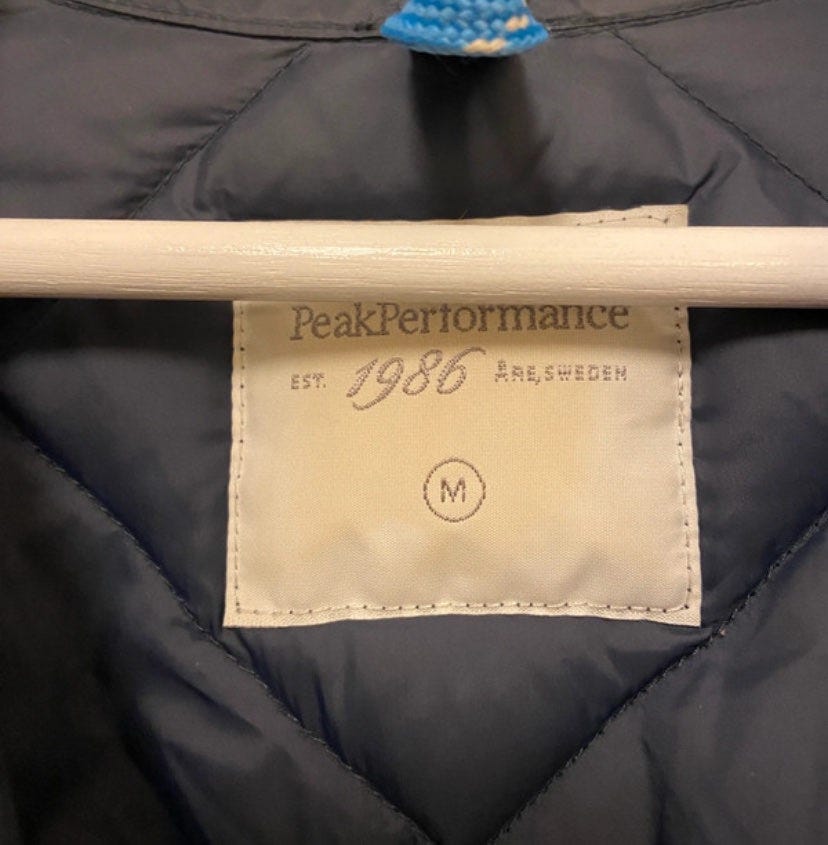 PeakPerformance
EST. 1986 ÅRE, SWEDEN
M